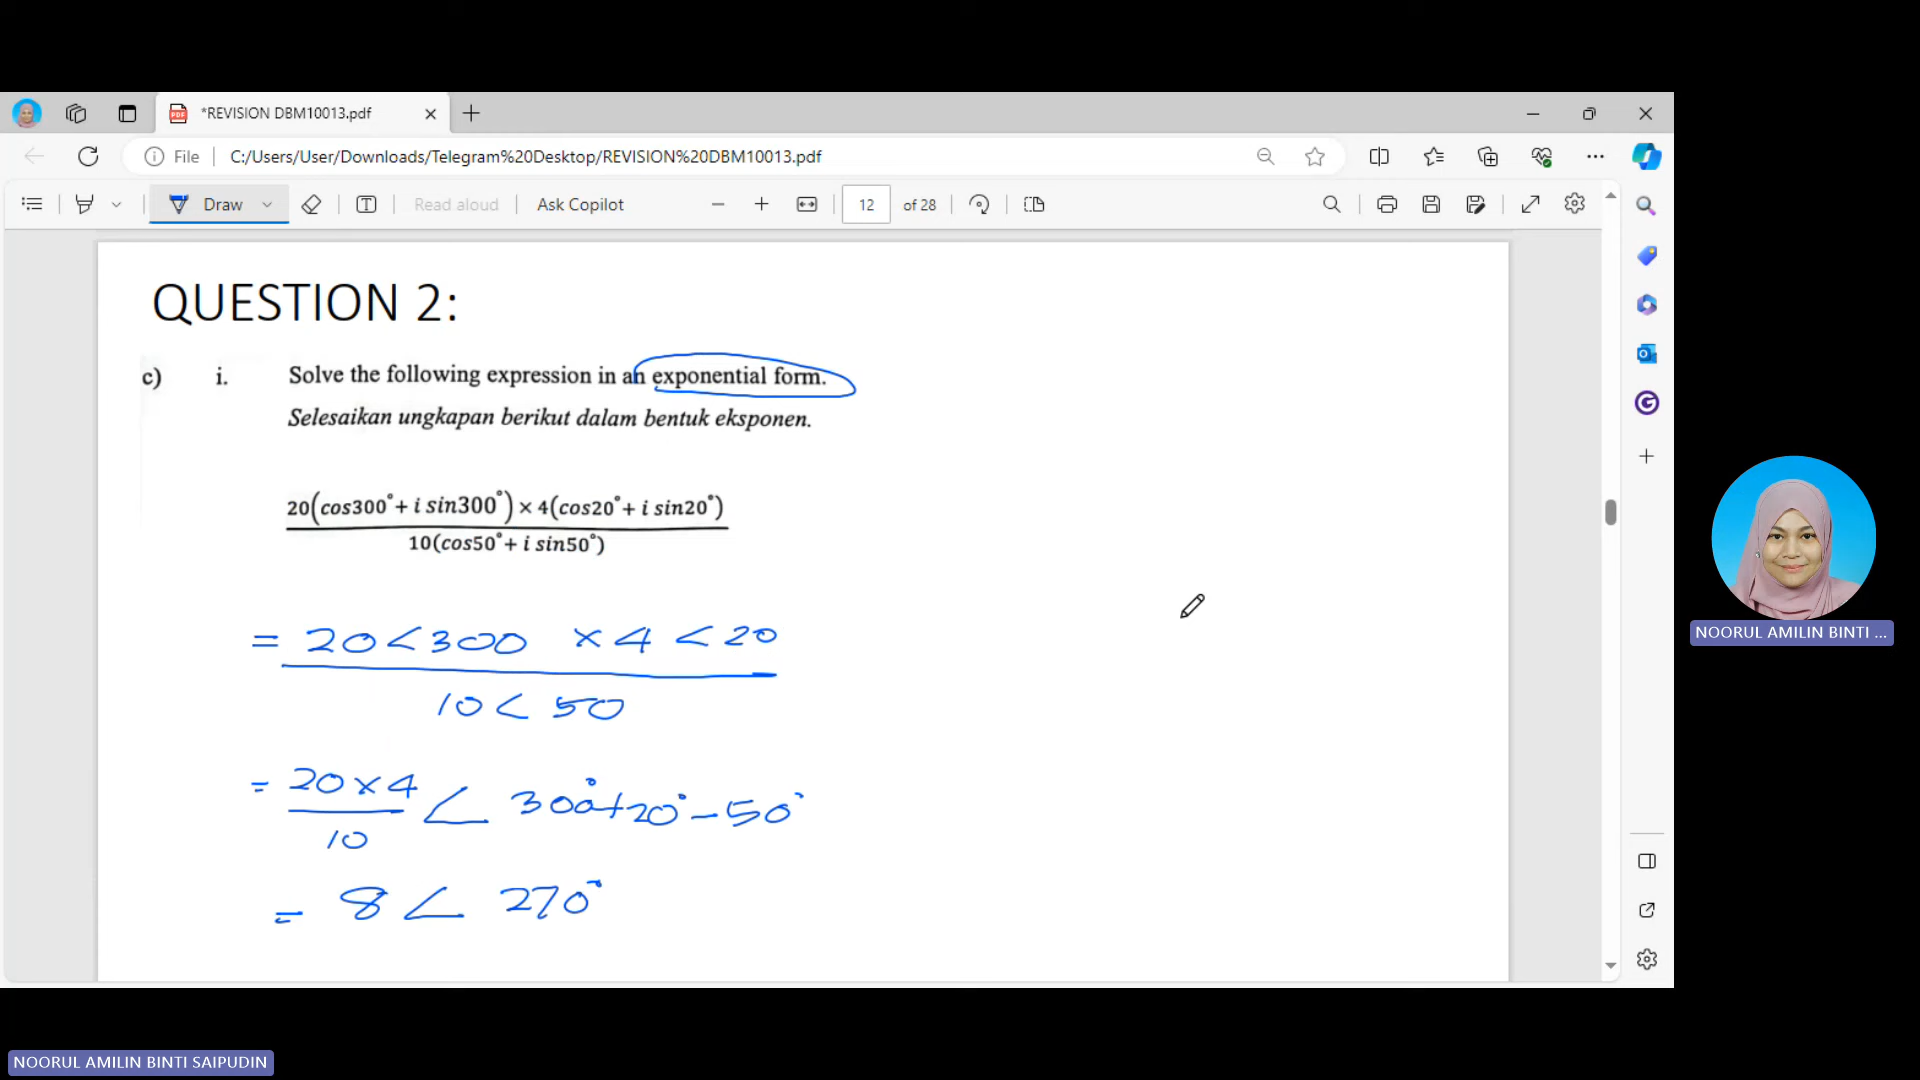 *REVISION DBM10013.pdf
File C:/Users/User/Downloads/Telegram%20Desktop/REVISION%20DBM10013.pdf
Draw Read aloud Ask Copilot 12 of 28
QUESTION 2:
c) i. Solve the following expression in an exponential form.
Selesaikan ungkapan berikut dalam bentuk eksponen.
20(cos300°+ i sin300°) × 4(cos20°+ i sin20°)
10(cos50°+ i sin50°)
= 20 < 300 × 4 < 20
10 < 50
= 20 × 4 ∠ 300°+20°-50°
10
= 8 ∠ 270°
NOORUL AMILIN BINTI ...
NOORUL AMILIN BINTI SAIPUDIN